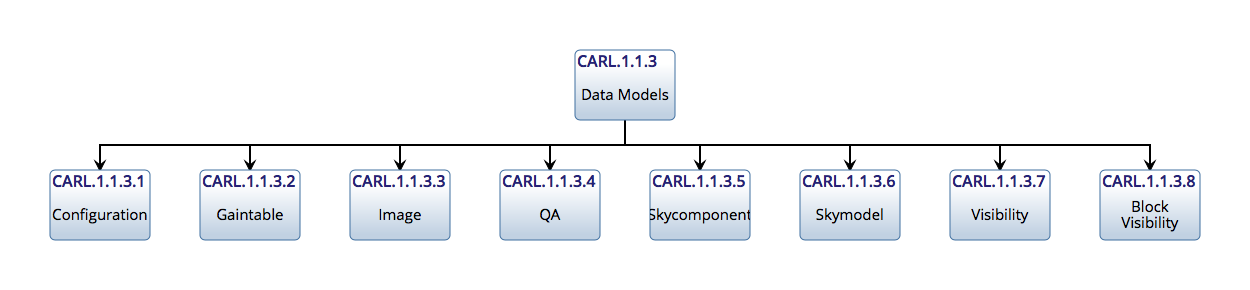 CARL.1.1.3
Data Models
CARL.1.1.3.1
Configuration
CARL.1.1.3.2
Gaintable
CARL.1.1.3.3
Image
CARL.1.1.3.4
QA
CARL.1.1.3.5
Skycomponent
CARL.1.1.3.6
Skymodel
CARL.1.1.3.7
Visibility
CARL.1.1.3.8
Block
Visibility